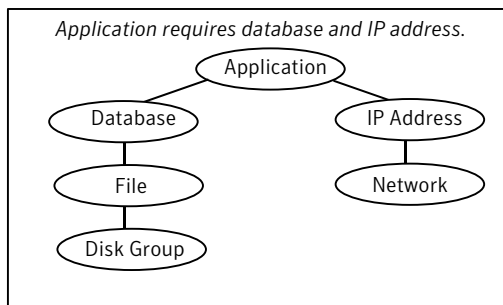 Application requires database and IP address.
Application
Database
IP Address
File
Network
Disk Group